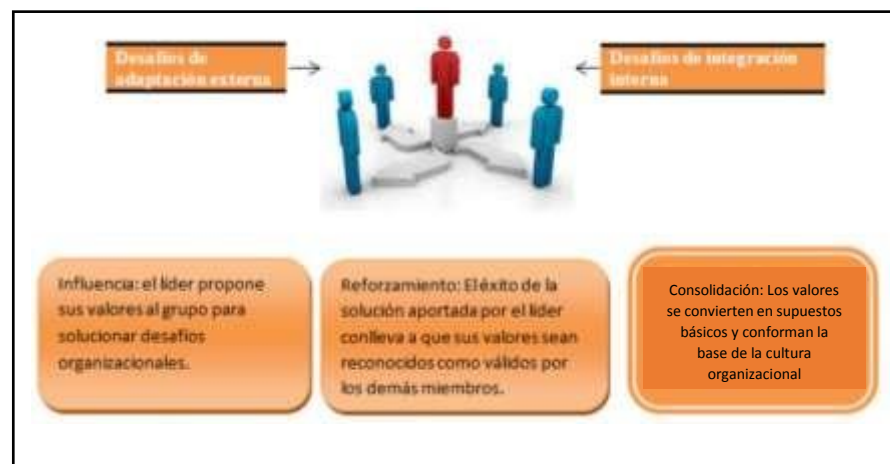 Desafíos de
adaptación externa
Desafíos de integración
interna
Influencia: el líder propone
sus valores al grupo para
solucionar desafíos
organizacionales.
Reforzamiento: El éxito de la
solución aportada por el líder
conlleva a que sus valores sean
reconocidos como válidos por
los demás miembros.
Consolidación: Los valores
se convierten en supuestos
básicos y conforman la
base de la cultura
organizacional